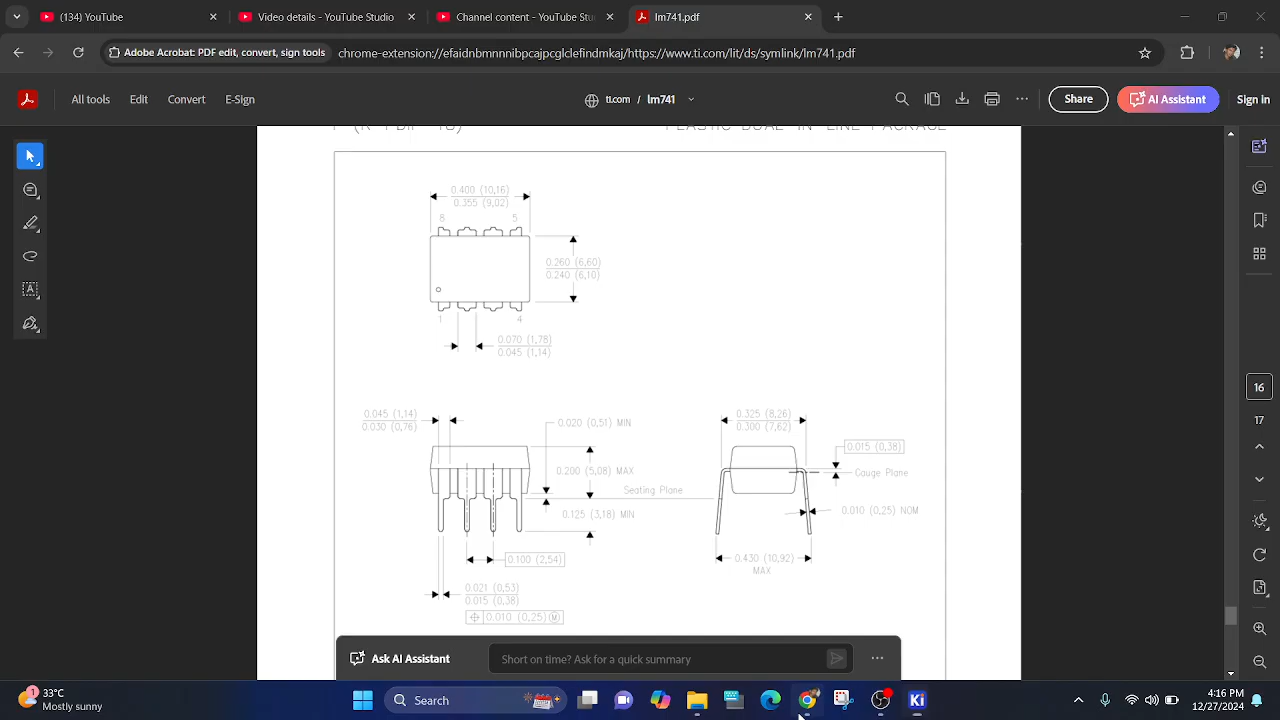 (134) YouTube
Video details - YouTube Studio
Channel content - YouTube Stu
lm741.pdf
Adobe Acrobat: PDF edit, convert, sign tools
https://www.ti.com/lit/ds/symlink/lm741.pdf
All tools
Edit
Convert
E-Sign
ti.com / lm741
Share
AI Assistant
Sign In
PLASTIC DUAL-IN-LINE PACKAGE
0.400 (10,16)
0.355 (9,02)
8
5
0.260 (6,60)
0.240 (6,10)
1
4
0.070 (1,78)
0.045 (1,14)
0.045 (1,14)
0.030 (0,76)
0.020 (0,51) MIN
0.200 (5,08) MAX
Seating Plane
0.125 (3,18) MIN
0.100 (2,54)
0.021 (0,53)
0.015 (0,38)
0.010 (0,25) M
0.325 (8,26)
0.300 (7,62)
0.015 (0,38)
Gauge Plane
0.010 (0,25) NOM
0.430 (10,92)
MAX
16
17
Ask AI Assistant
Short on time? Ask for a quick summary
33°C
Mostly sunny
Search
Ki
4:16 PM
12/27/2024